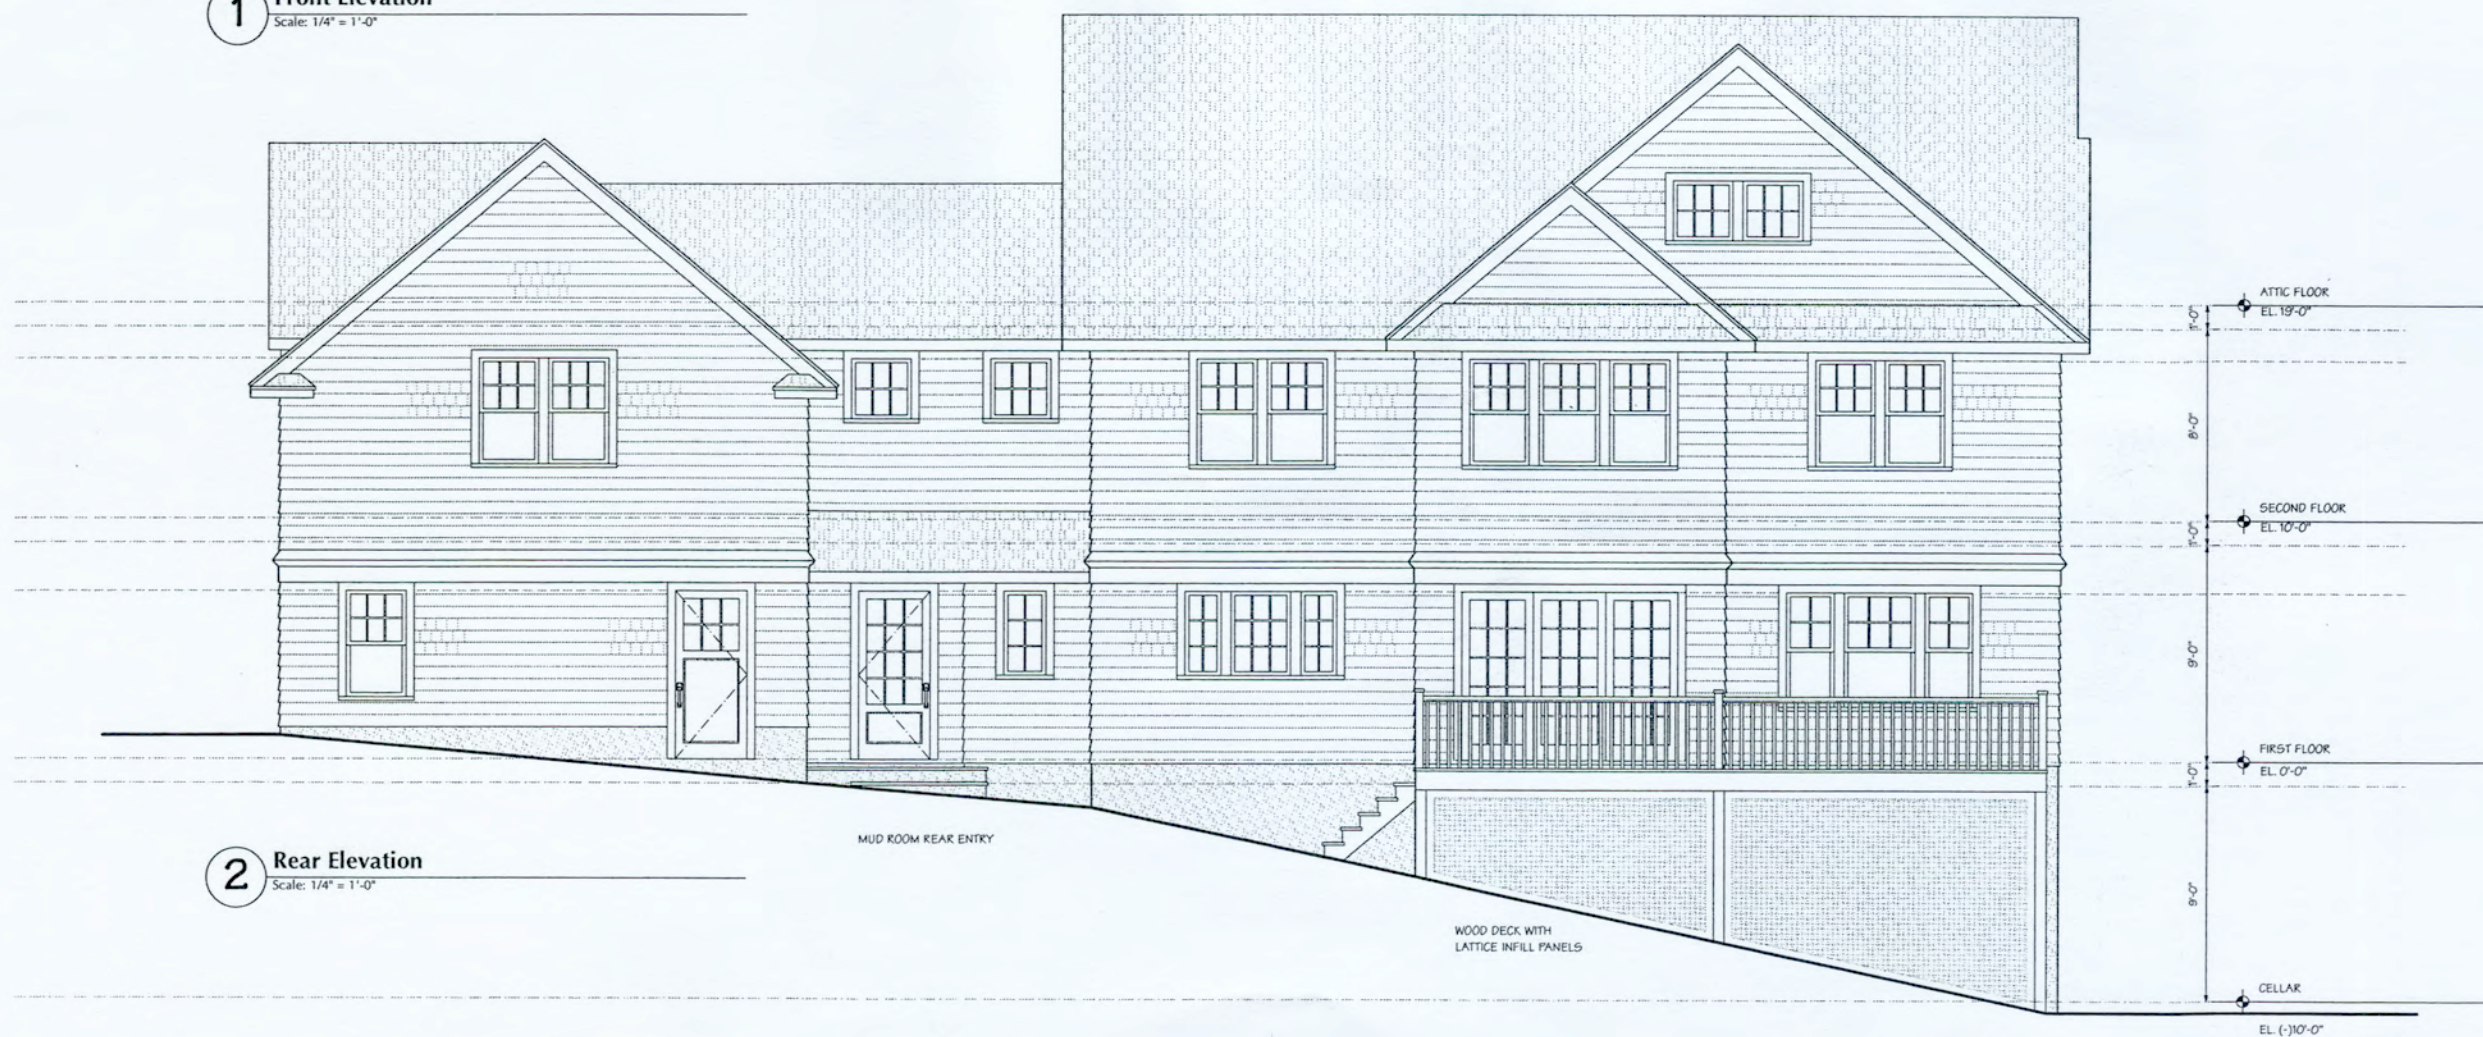 1
Front Elevation
Scale: 1/4" = 1'-0"
ATTIC FLOOR
EL. 19'-0"
1'-0"
8'-0"
SECOND FLOOR
EL. 10'-0"
1'-0"
9'-0"
FIRST FLOOR
EL. 0'-0"
1'-0"
MUD ROOM REAR ENTRY
2
Rear Elevation
Scale: 1/4" = 1'-0"
9'-0"
WOOD DECK WITH
LATTICE INFILL PANELS
CELLAR
EL. (-)10'-0"